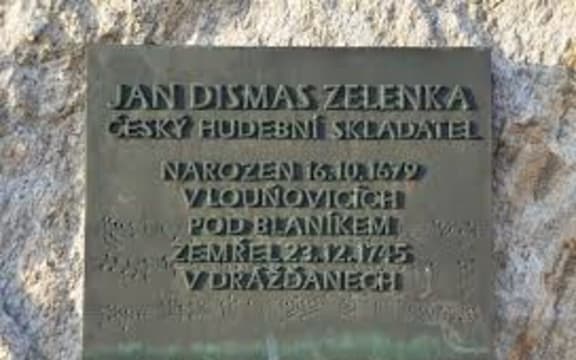 JAN DISMAS ZELENKA
ČESKÝ HUDEBNÍ SKLADATEL
NAROZEN 16.10.1679
V LOUŇOVICÍCH
POD BLANÍKEM
ZEMŘEL 23.12.1745
V DRÁŽĎANECH